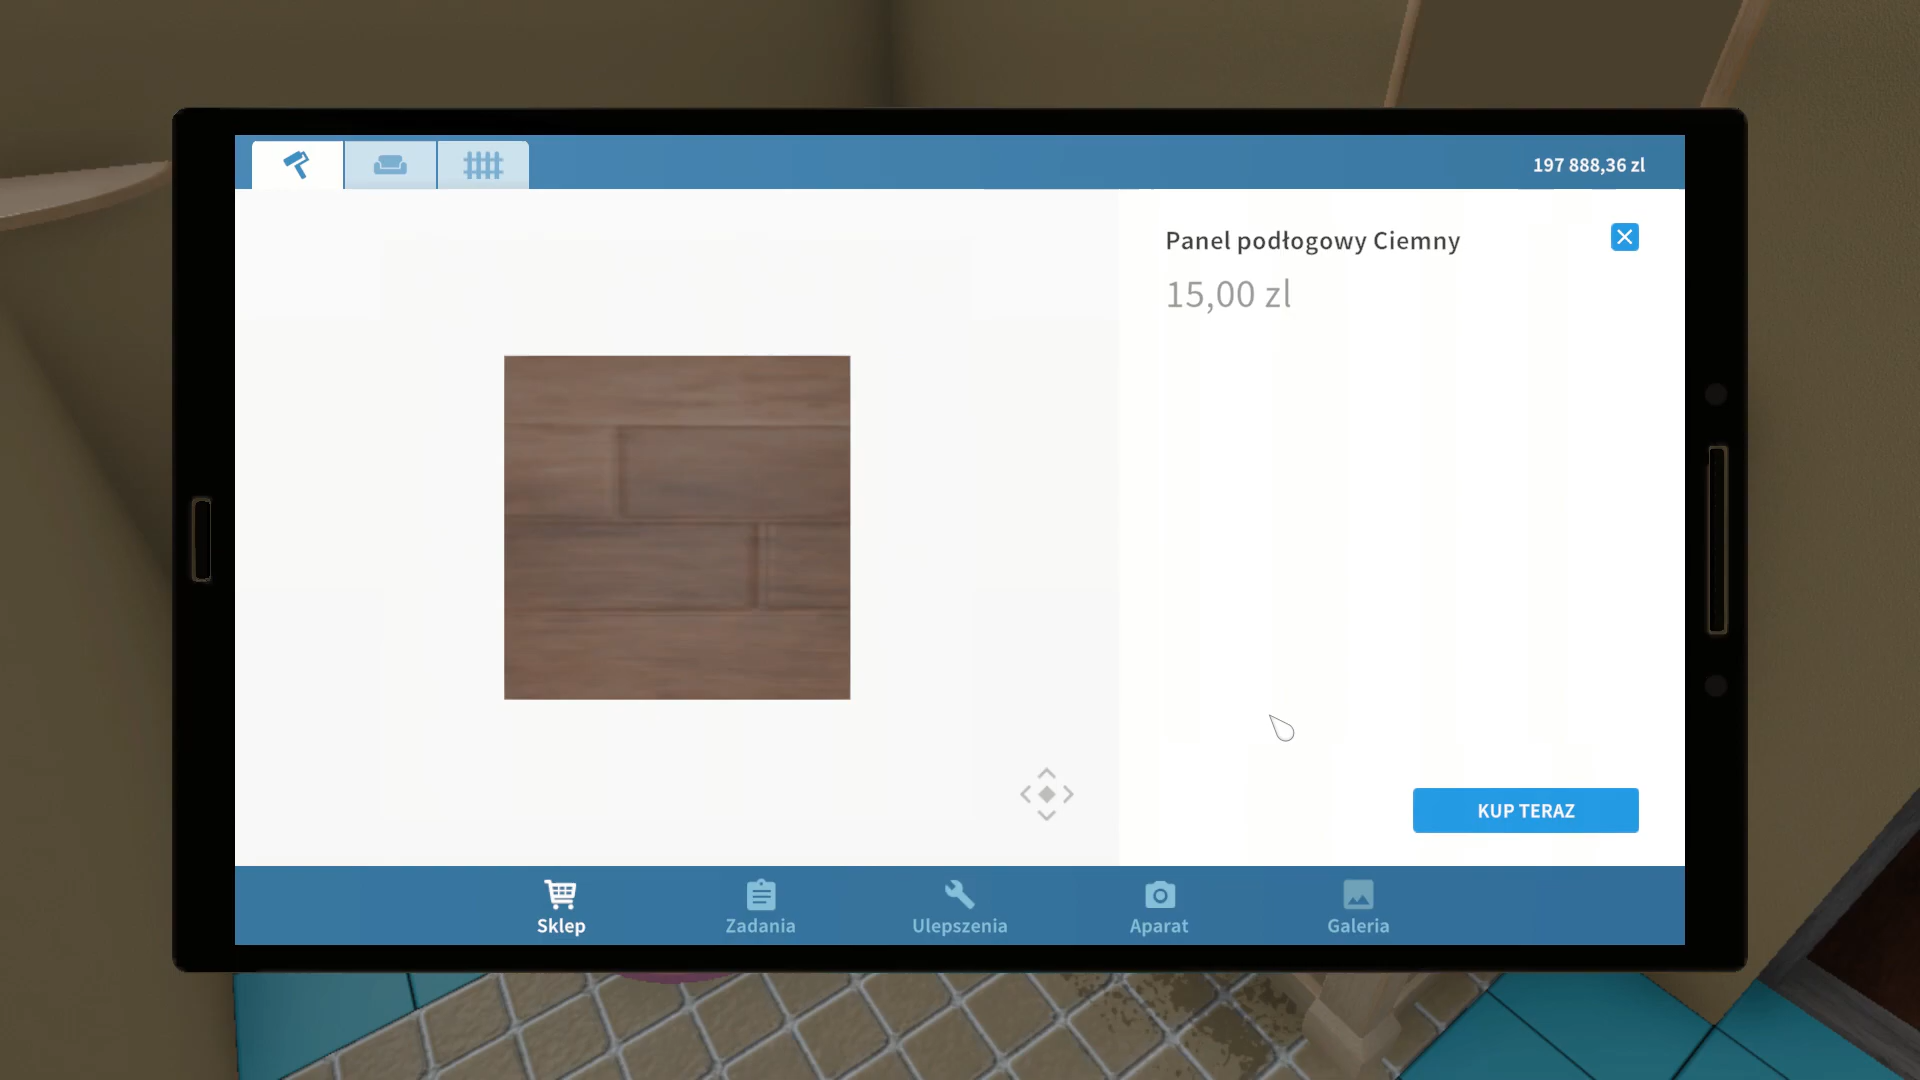 197 888,36 zl
Panel podłogowy Ciemny
15,00 zl
KUP TERAZ
Sklep
Zadania
Ulepszenia
Aparat
Galeria